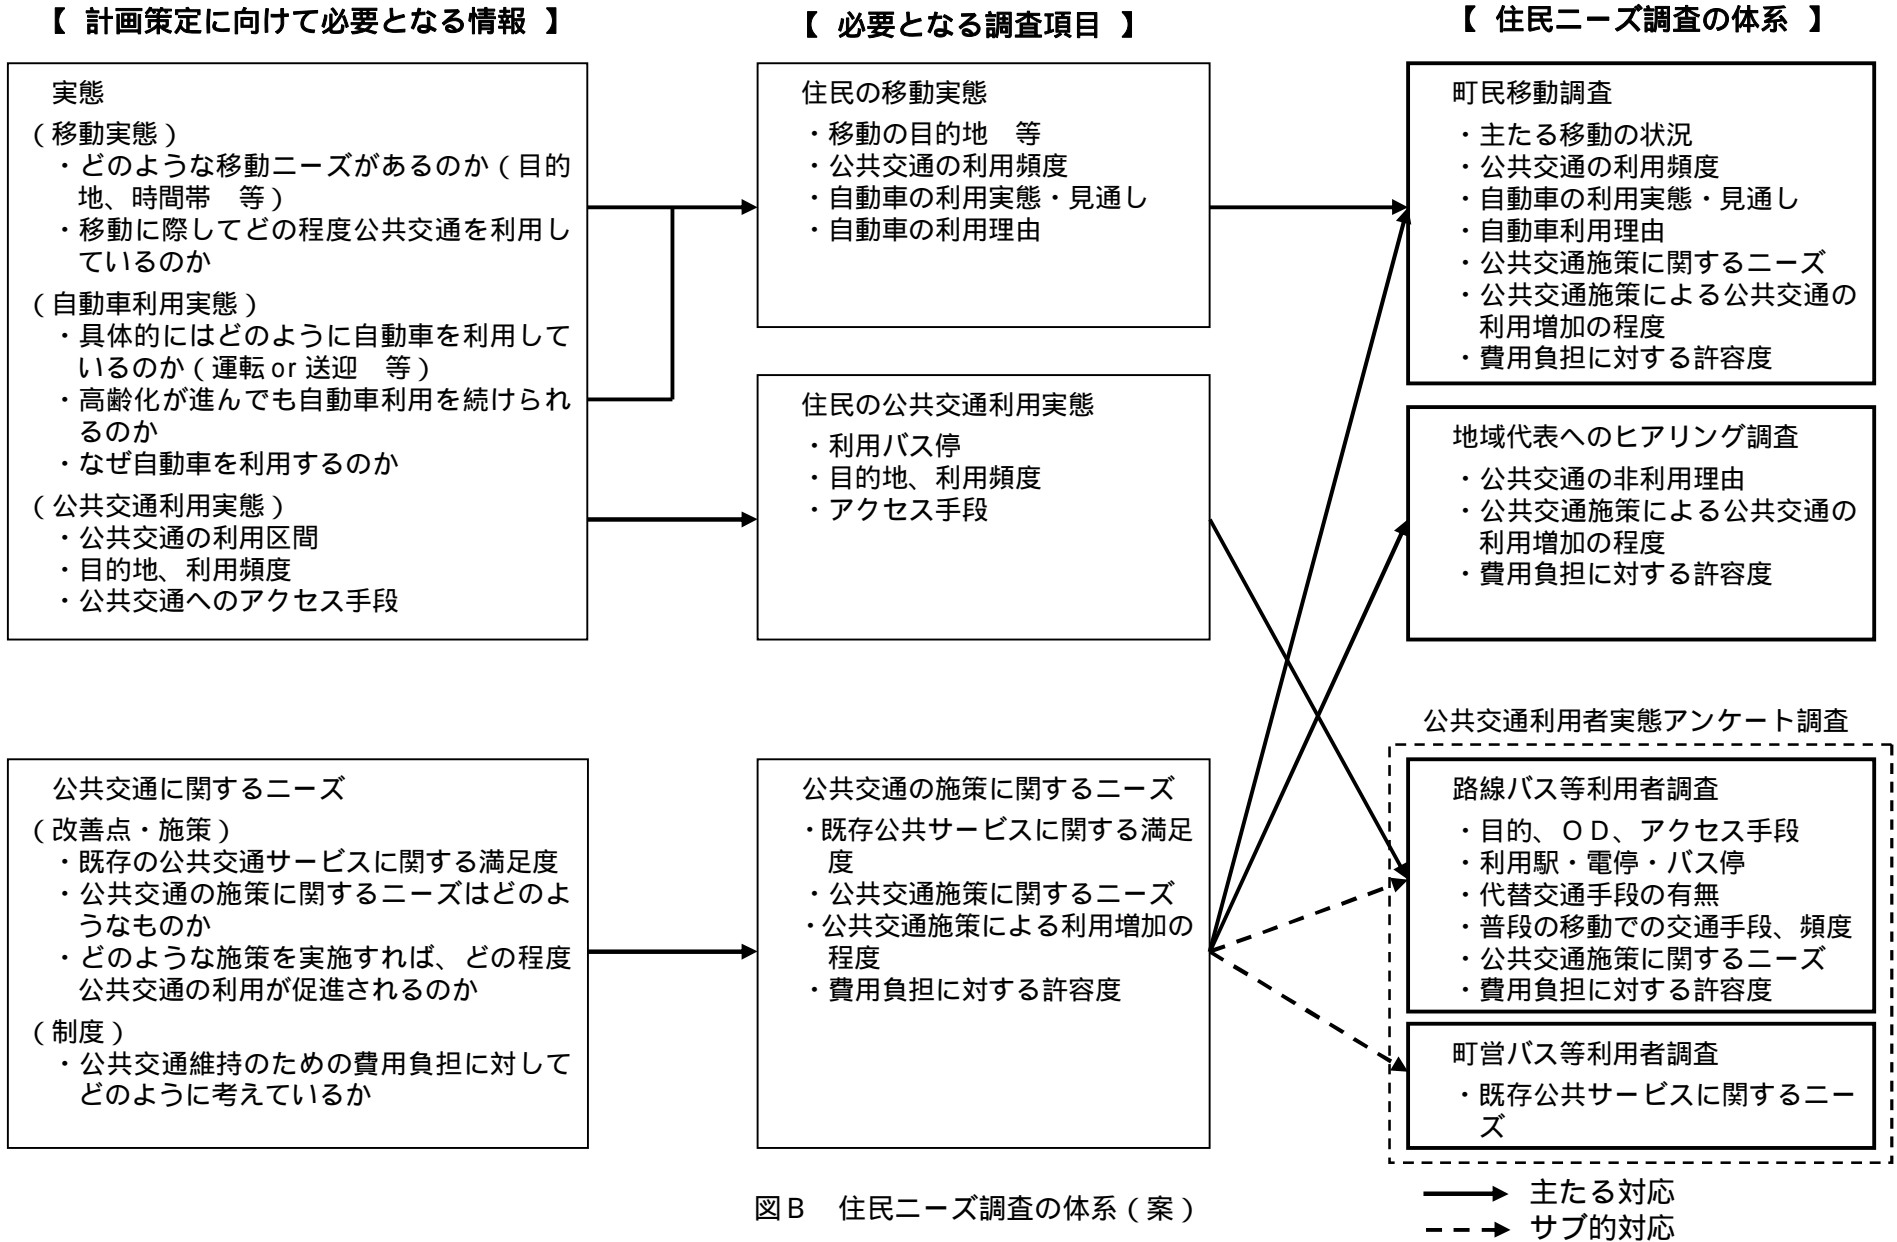 【 計画策定に向けて必要となる情報 】
実態
（移動実態）
・どのような移動ニーズがあるのか（目的
地、時間帯　等）
・移動に際してどの程度公共交通を利用し
ているのか
（自動車利用実態）
・具体的にはどのように自動車を利用して
いるのか（運転 or 送迎　等）
・高齢化が進んでも自動車利用を続けられ
るのか
・なぜ自動車を利用するのか
（公共交通利用実態）
・公共交通の利用区間
・目的地、利用頻度
・公共交通へのアクセス手段
公共交通に関するニーズ
（改善点・施策）
・既存の公共交通サービスに関する満足度
・公共交通の施策に関するニーズはどのよ
うなものか
・どのような施策を実施すれば、どの程度
公共交通の利用が促進されるのか
（制度）
・公共交通維持のための費用負担に対して
どのように考えているか
【 必要となる調査項目 】
住民の移動実態
・移動の目的地　等
・公共交通の利用頻度
・自動車の利用実態・見通し
・自動車の利用理由
住民の公共交通利用実態
・利用バス停
・目的地、利用頻度
・アクセス手段
公共交通の施策に関するニーズ
・既存公共サービスに関する満足
度
・公共交通施策に関するニーズ
・公共交通施策による利用増加の
程度
・費用負担に対する許容度
【 住民ニーズ調査の体系 】
町民移動調査
・主たる移動の状況
・公共交通の利用頻度
・自動車の利用実態・見通し
・自動車利用理由
・公共交通施策に関するニーズ
・公共交通施策による公共交通の
利用増加の程度
・費用負担に対する許容度
地域代表へのヒアリング調査
・公共交通の非利用理由
・公共交通施策による公共交通の
利用増加の程度
・費用負担に対する許容度
公共交通利用者実態アンケート調査
路線バス等利用者調査
・目的、ＯＤ、アクセス手段
・利用駅・電停・バス停
・代替交通手段の有無
・普段の移動での交通手段、頻度
・公共交通施策に関するニーズ
・費用負担に対する許容度
町営バス等利用者調査
・既存公共サービスに関するニー
ズ
主たる対応
サブ的対応
図Ｂ　住民ニーズ調査の体系（案）